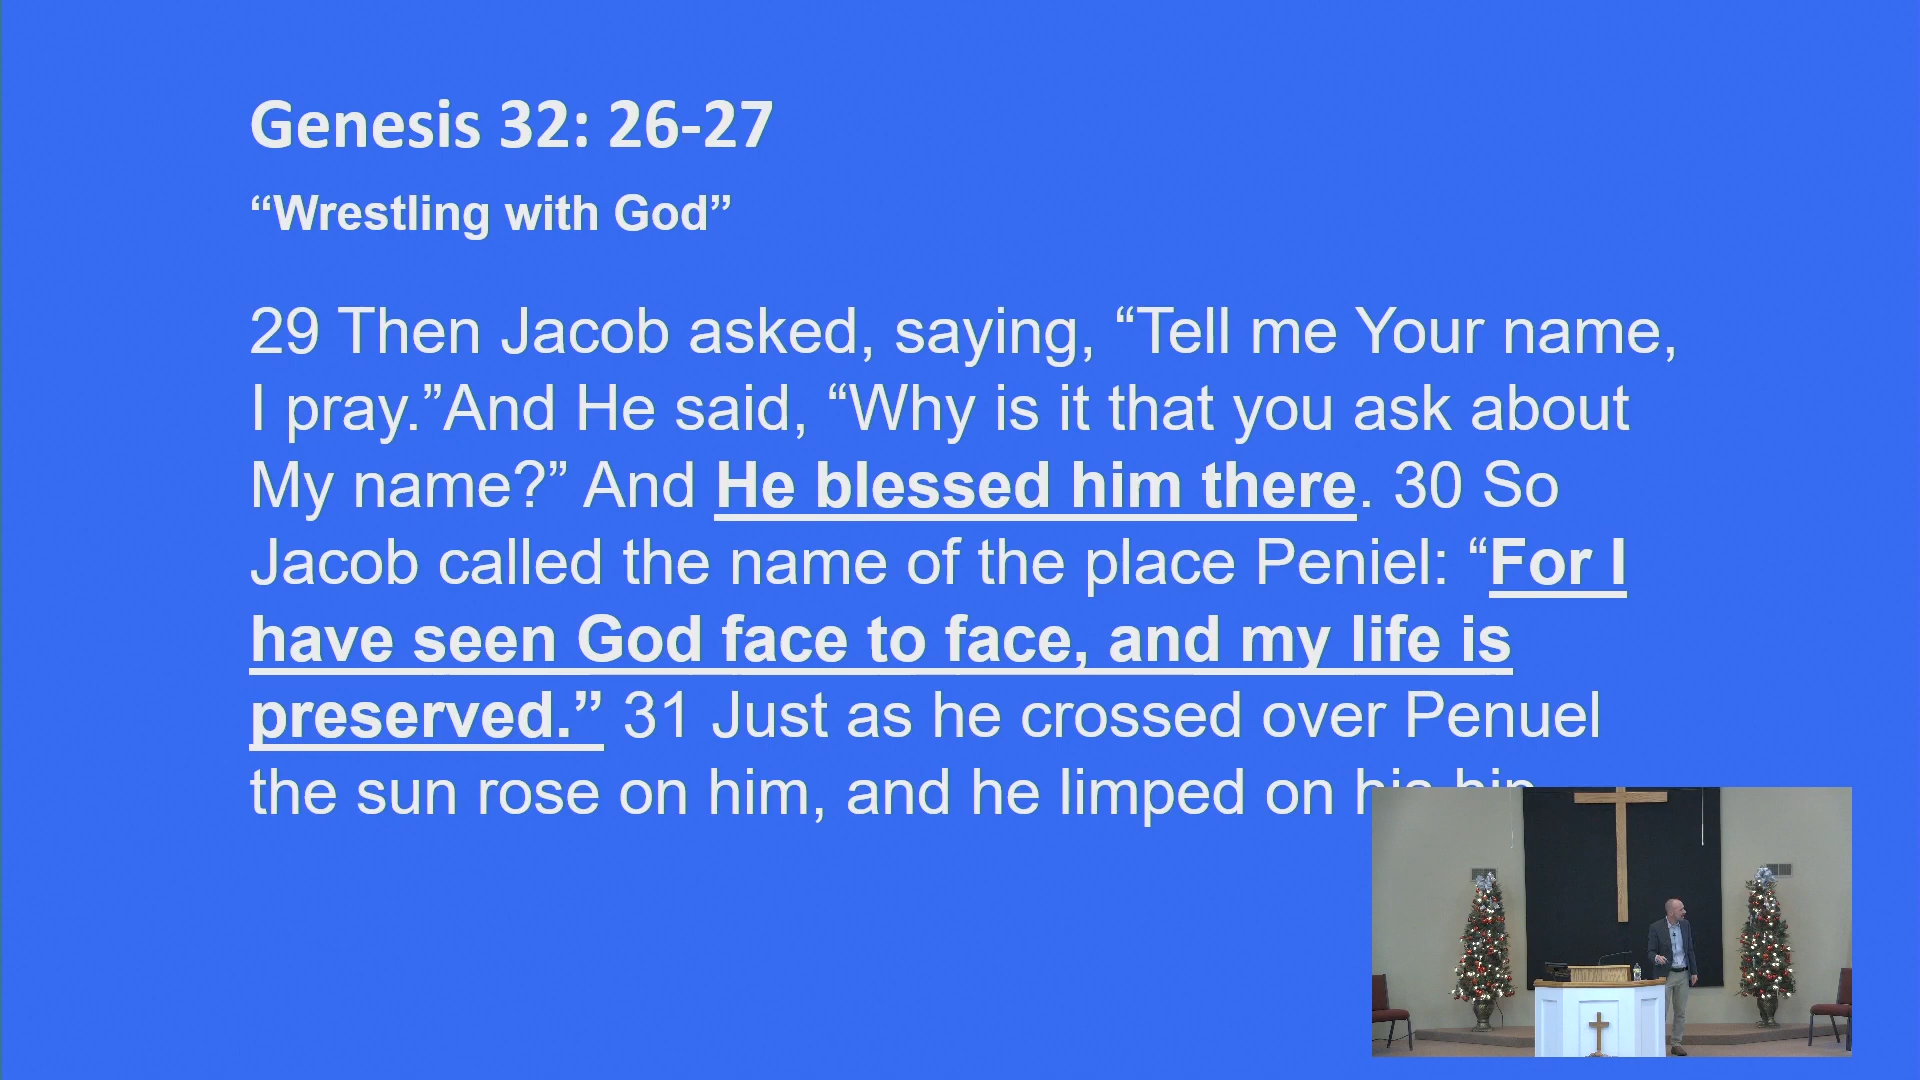 Genesis 32: 26-27
“Wrestling with God”
29 Then Jacob asked, saying, “Tell me Your name,
I pray.”And He said, “Why is it that you ask about
My name?” And He blessed him there. 30 So
Jacob called the name of the place Peniel: “For I
have seen God face to face, and my life is
preserved.” 31 Just as he crossed over Penuel
the sun rose on him, and he limped on his hip